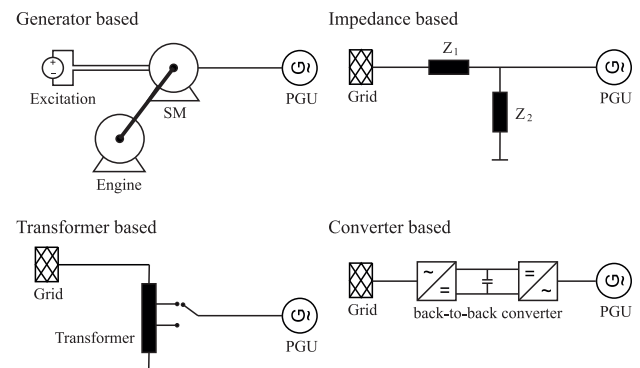 Generator based
Excitation
SM
Engine
G~
PGU
Impedance based
Grid
Z1
Z2
G~
PGU
Transformer based
Grid
Transformer
G~
PGU
Converter based
Grid
~
=
=
~
back-to-back converter
G~
PGU